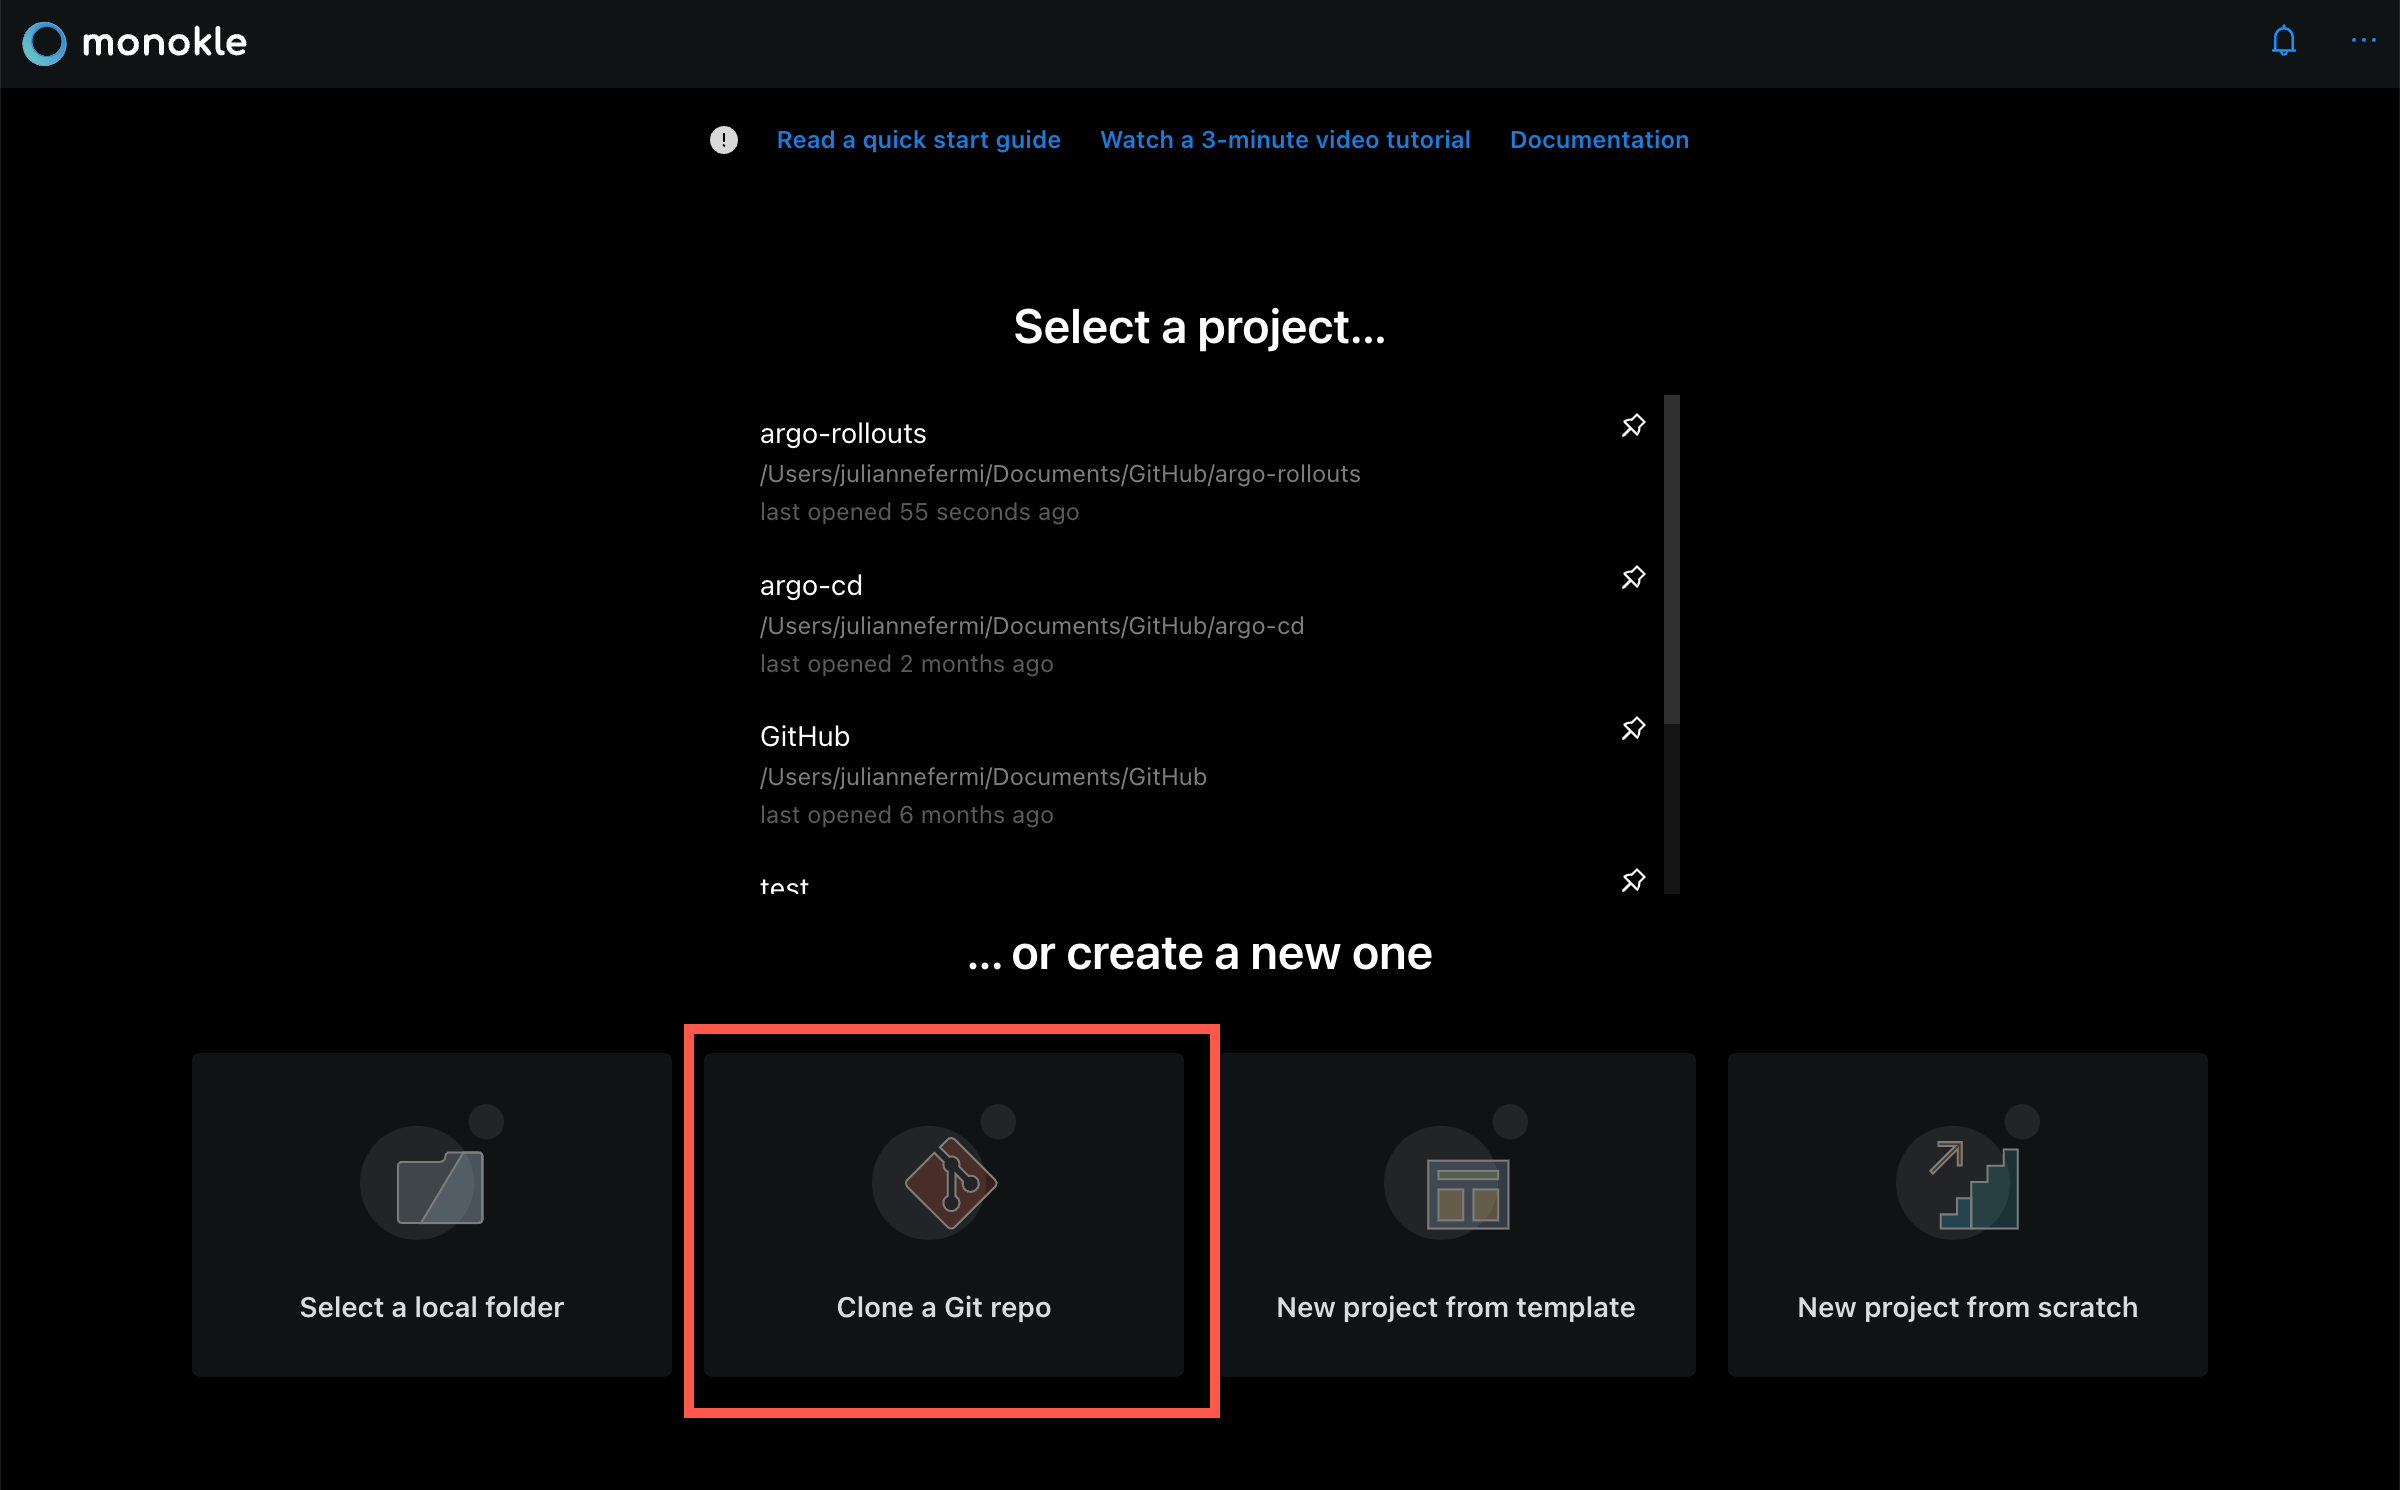 monokle
Read a quick start guide Watch a 3-minute video tutorial Documentation
Select a project...
argo-rollouts
/Users/juliannefermi/Documents/GitHub/argo-rollouts
last opened 55 seconds ago
argo-cd
/Users/juliannefermi/Documents/GitHub/argo-cd
last opened 2 months ago
GitHub
/Users/juliannefermi/Documents/GitHub
last opened 6 months ago
test
... or create a new one
Select a local folder
Clone a Git repo
New project from template
New project from scratch